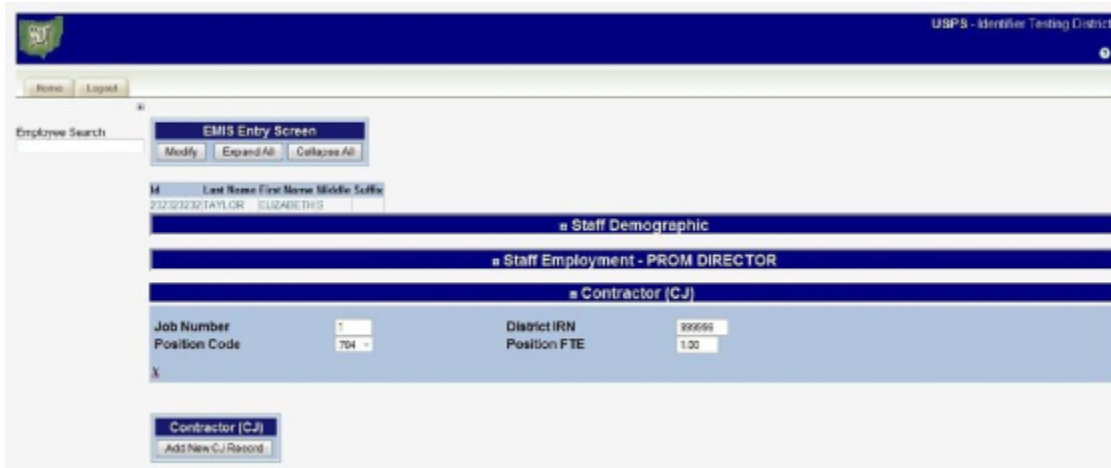 USPS - Identifier Testing District
Home Logout
Employee Search
EMIS Entry Screen
Modify Expand All Collapse All
Id Last Name First Name Middle Suffix
232323232 TAYLOR ELIZABETH S
Staff Demographic
Staff Employment - PROM DIRECTOR
Contractor (CJ)
Job Number 1 District IRN
Position Code 704 Position FTE 1.00
X
Contractor (CJ)
Add New CJ Record